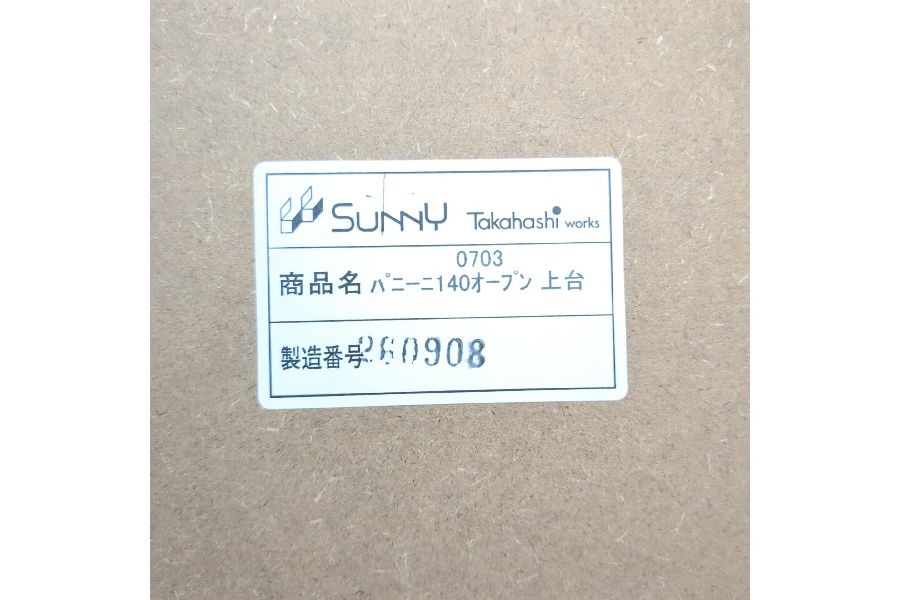 SUNNY Takahashi works
0703
商品名 パニーニ140オープン 上台
製造番号 260908